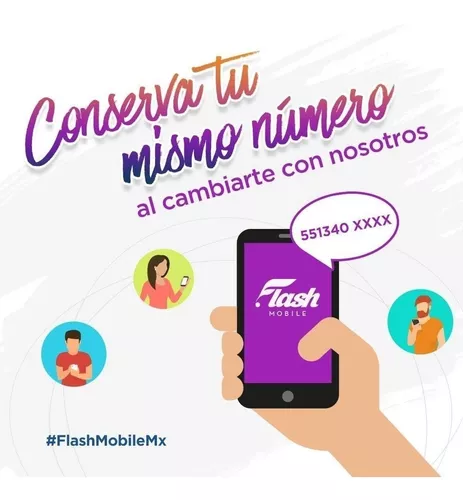 Conserva tu
mismo número
al cambiarte con nosotros
551340 XXXX
Flash
MOBILE
#FlashMobileMx